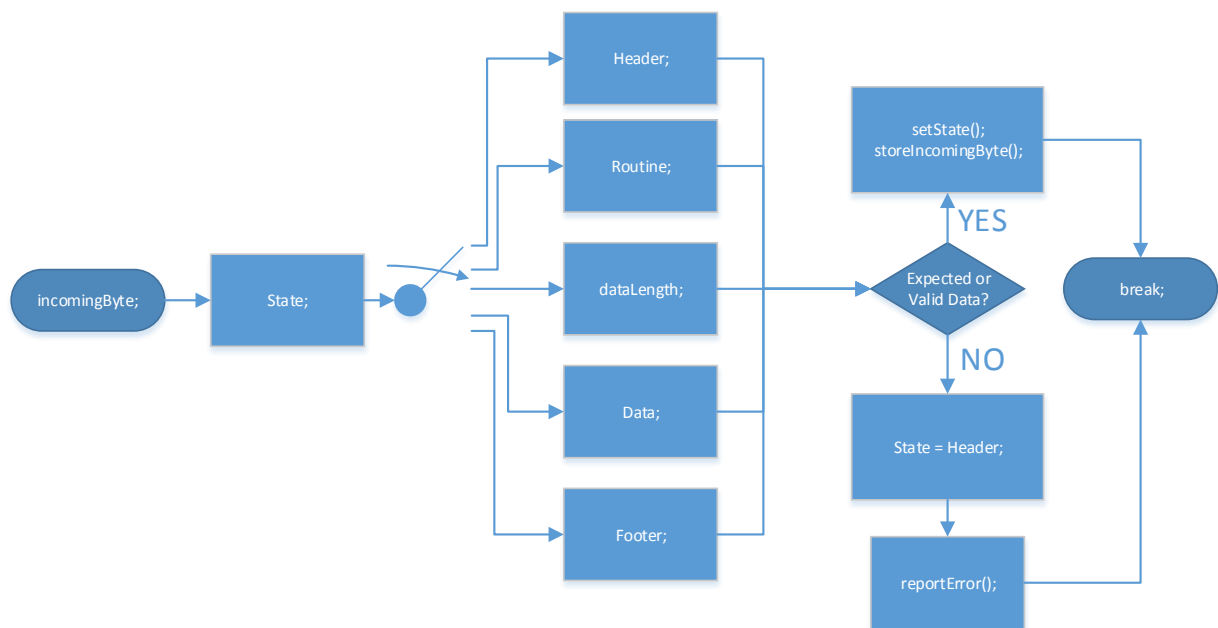 incomingByte;
State;
Header;
Routine;
dataLength;
Data;
Footer;
Expected or
Valid Data?
YES
setState();
storeIncomingByte();
NO
State = Header;
reportError();
break;